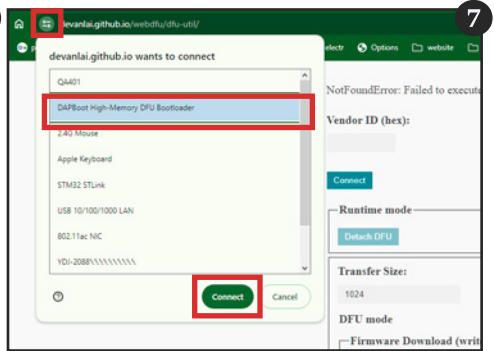 devanlai.github.io/webdfu/dfu-util/
7
electr Options website
devanlai.github.io wants to connect
QA401
DAPBoot High-Memory DFU Bootloader
2.4G Mouse
Apple Keyboard
STM32 STLink
USB 10/100/1000 LAN
802.11ac NIC
YDJ-2088\\\\\\\\\\
Connect
Cancel
NotFoundError: Failed to execute
Vendor ID (hex):
Connect
Runtime mode
Detach DFU
Transfer Size:
1024
DFU mode
Firmware Download (writ